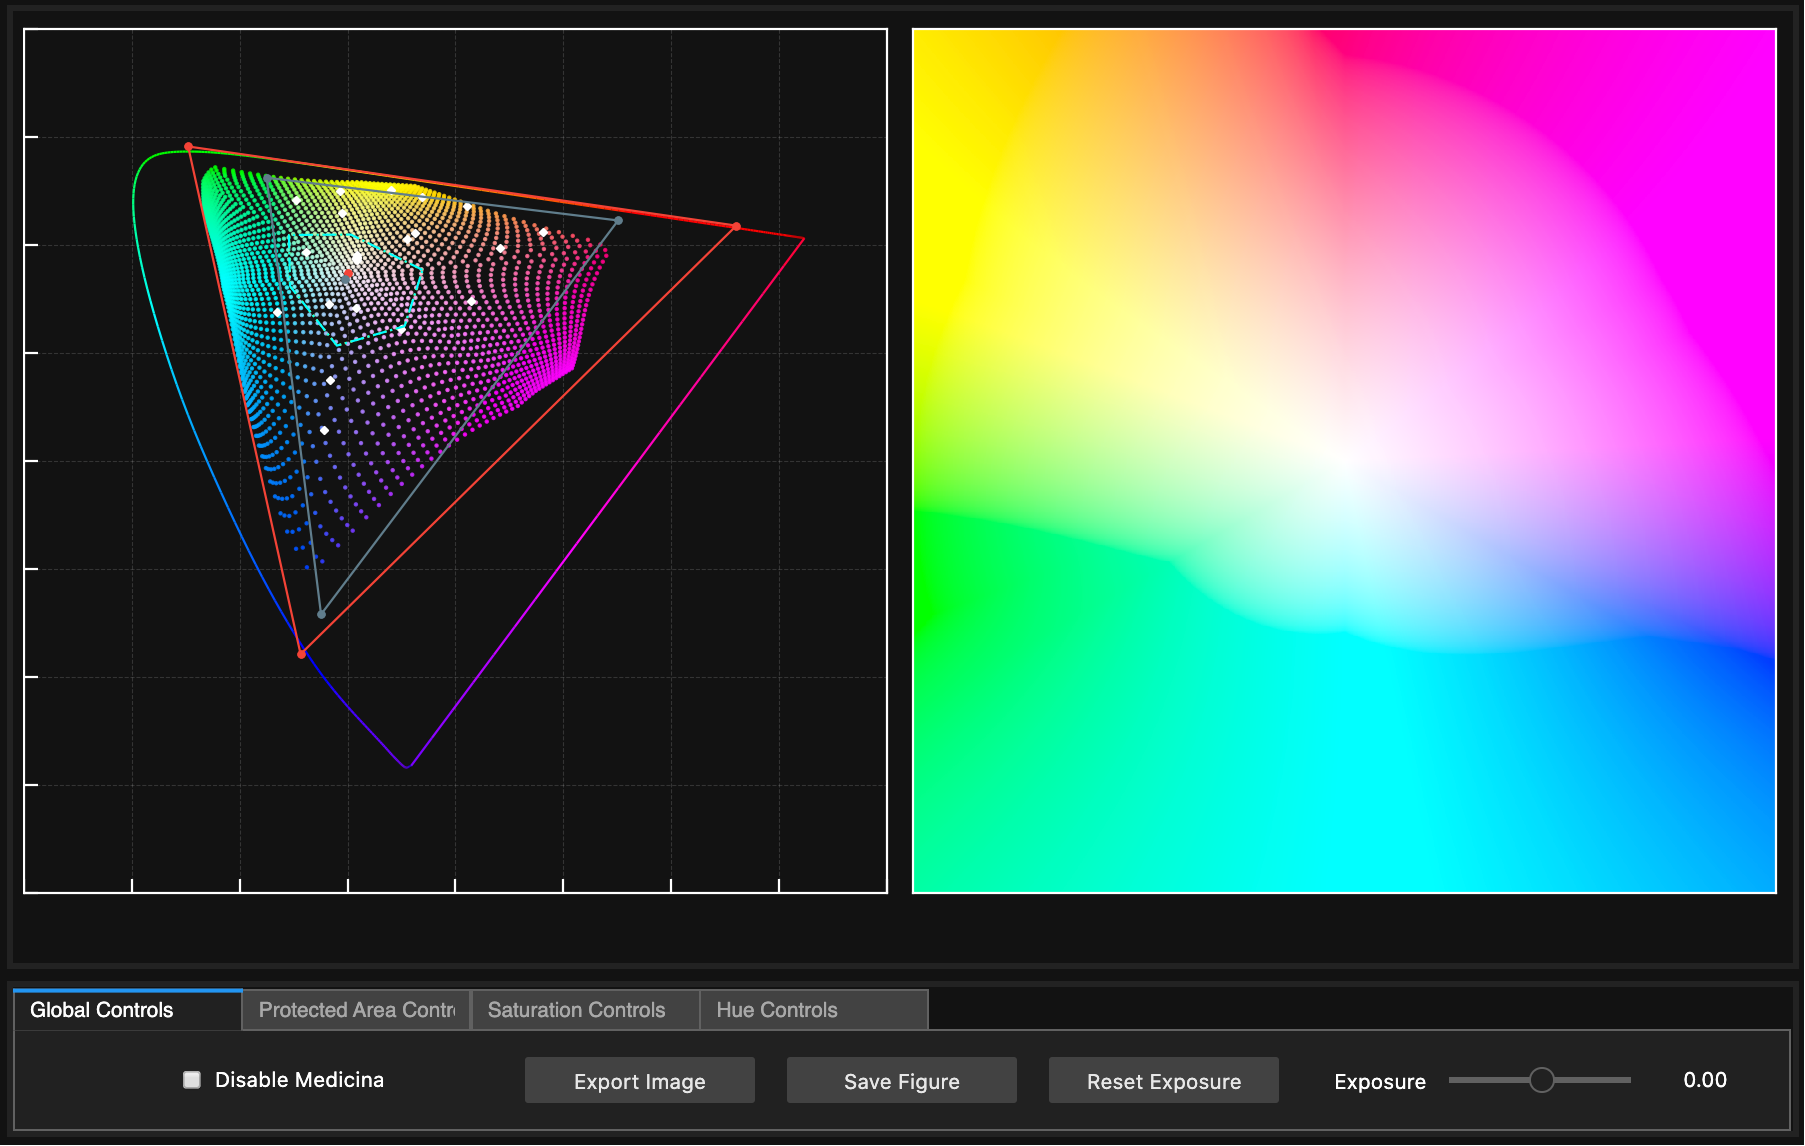 Global Controls
Protected Area Contr
Saturation Controls
Hue Controls
Disable Medicina
Export Image
Save Figure
Reset Exposure
Exposure
0.00